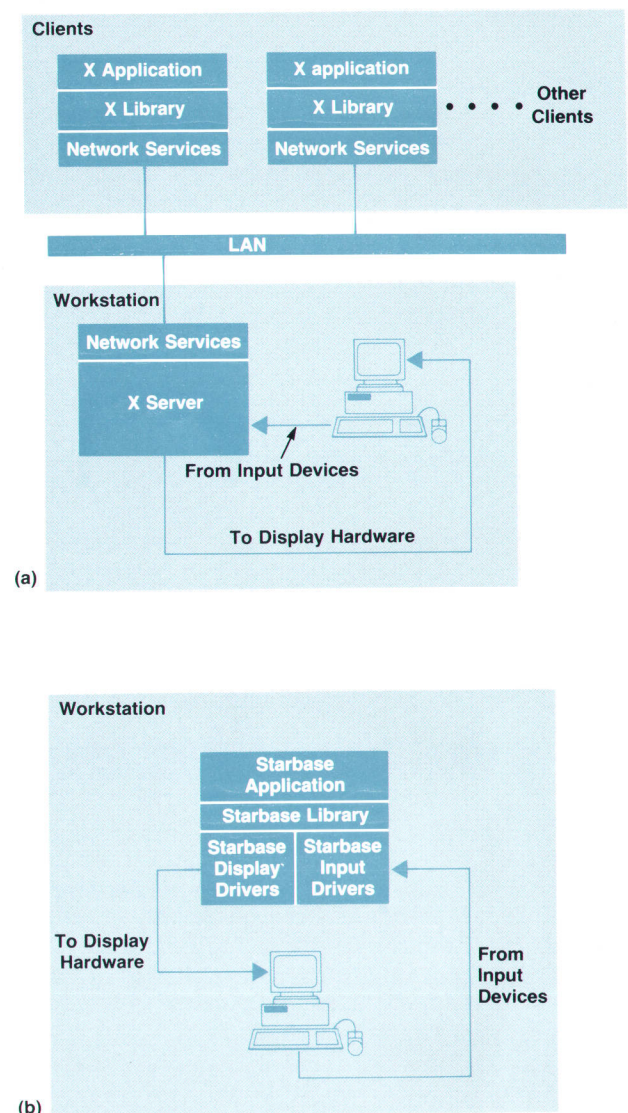 Clients
X Application
X Library
Network Services
X application
X Library
Network Services
Other
Clients
LAN
Workstation
Network Services
X Server
From Input Devices
To Display Hardware
(a)
Workstation
Starbase
Application
Starbase Library
Starbase
Display
Drivers
Starbase
Input
Drivers
To Display
Hardware
From
Input
Devices
(b)